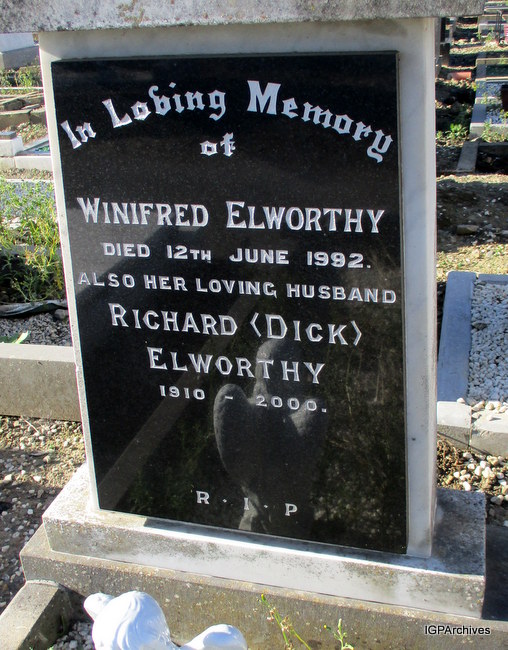 In Loving Memory
of
WINIFRED ELWORTHY
DIED 12TH JUNE 1992.
ALSO HER LOVING HUSBAND
RICHARD (DICK)
ELWORTHY
1910 - 2000.
R · I · P
IGPArchives